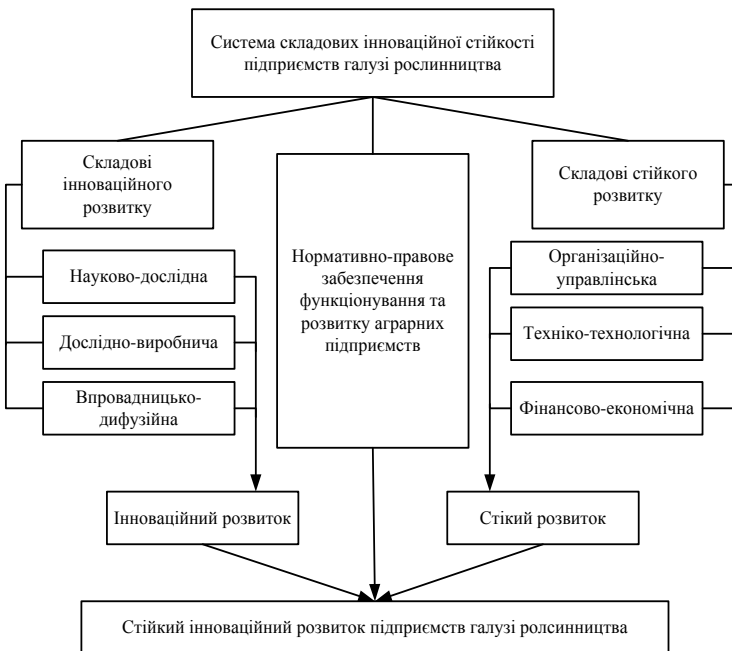 Система складових інноваційної стійкості
підприємств галузі рослинництва
Складові
інноваційного
розвитку
Науково-дослідна
Дослідно-виробнича
Впровадницько-
дифузійна
Нормативно-правове
забезпечення
функціонування та
розвитку аграрних
підприємств
Складові стійкого
розвитку
Організаційно-
управлінська
Техніко-технологічна
Фінансово-економічна
Інноваційний розвиток
Стікий розвиток
Стійкий інноваційний розвиток підприємств галузі ролсинництва